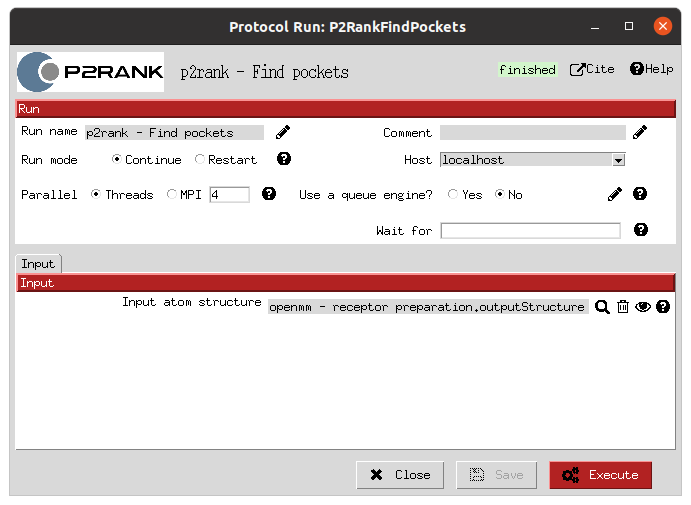 Protocol Run: P2RankFindPockets
P2RANK p2rank - Find pockets finished Cite Help
Run
Run name p2rank - Find pockets Comment
Run mode Continue Restart Host localhost
Parallel Threads MPI 4 Use a queue engine? Yes No
Wait for
Input
Input
Input atom structure openmm - receptor preparation.outputStructure
Close Save Execute